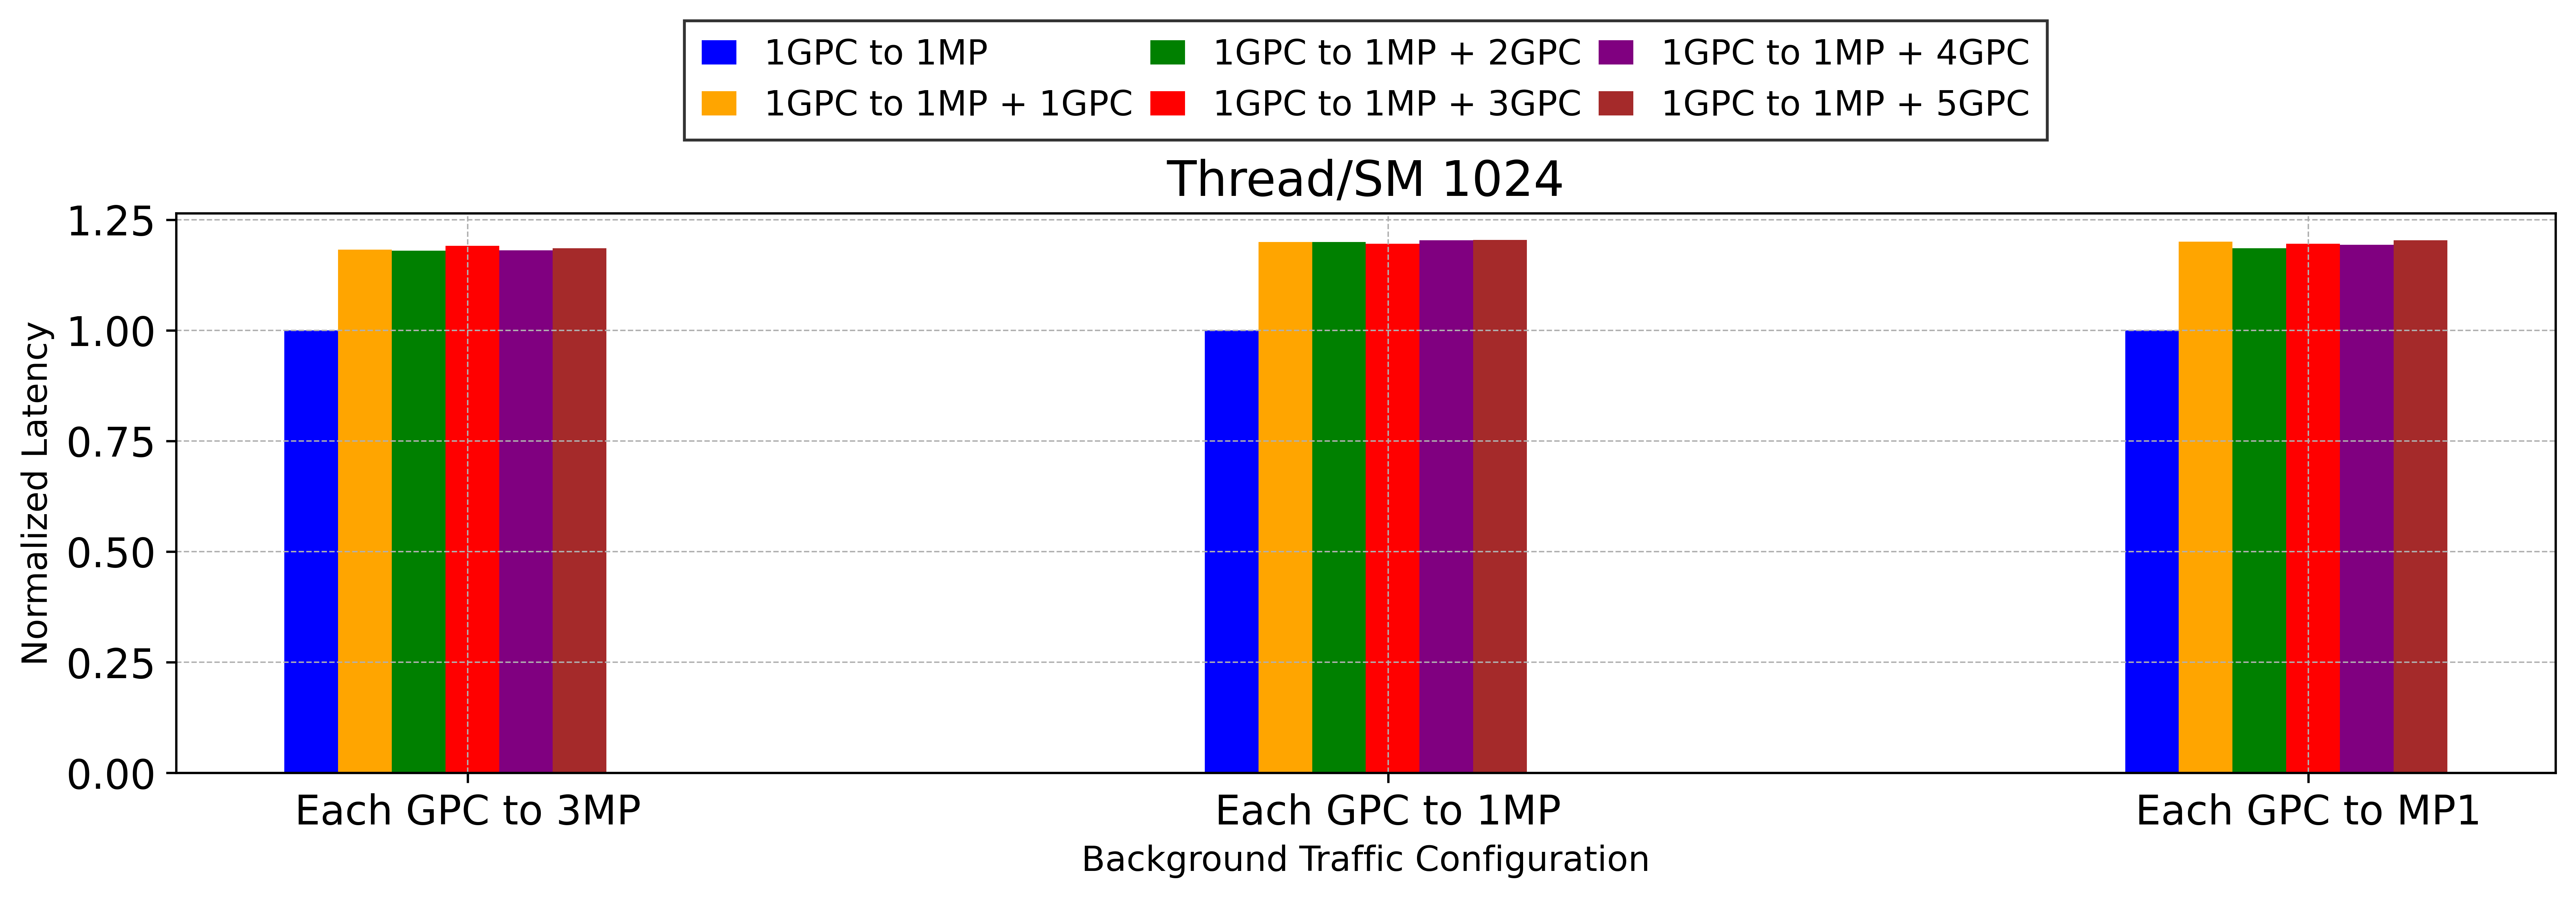 1GPC to 1MP
1GPC to 1MP + 1GPC
1GPC to 1MP + 2GPC
1GPC to 1MP + 3GPC
1GPC to 1MP + 4GPC
1GPC to 1MP + 5GPC
Thread/SM 1024
Normalized Latency
1.25
1.00
0.75
0.50
0.25
0.00
Each GPC to 3MP
Each GPC to 1MP
Each GPC to MP1
Background Traffic Configuration